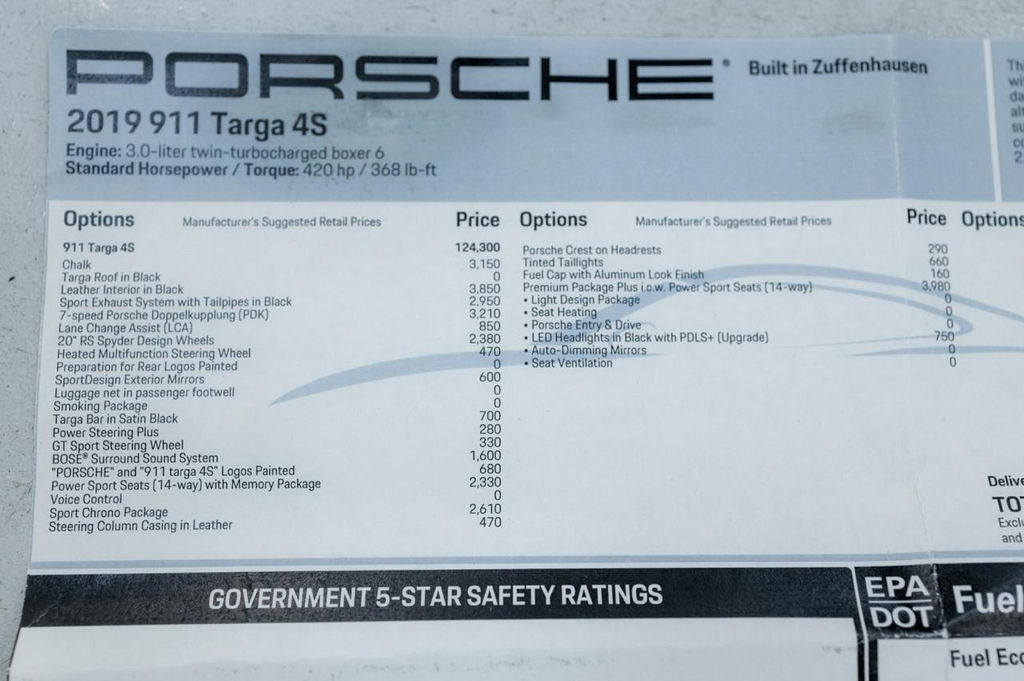 PORSCHE® Built in Zuffenhausen
2019 911 Targa 4S
Engine: 3.0-liter twin-turbocharged boxer 6
Standard Horsepower / Torque: 420 hp / 368 lb-ft
Options Manufacturer's Suggested Retail Prices Price
911 Targa 4S 124,300
Chalk 3,150
Targa Roof in Black 0
Leather Interior in Black 3,850
Sport Exhaust System with Tailpipes in Black 2,950
7-speed Porsche Doppelkupplung (PDK) 3,210
Lane Change Assist (LCA) 850
20" RS Spyder Design Wheels 2,380
Heated Multifunction Steering Wheel 470
Preparation for Rear Logos Painted 0
SportDesign Exterior Mirrors 600
Luggage net in passenger footwell 0
Smoking Package 0
Targa Bar in Satin Black 700
Power Steering Plus 280
GT Sport Steering Wheel 330
BOSE® Surround Sound System 1,600
"PORSCHE" and "911 targa 4S" Logos Painted 680
Power Sport Seats (14-way) with Memory Package 2,330
Voice Control 0
Sport Chrono Package 2,610
Steering Column Casing in Leather 470
Options Manufacturer's Suggested Retail Prices Price
Porsche Crest on Headrests 290
Tinted Taillights 660
Fuel Cap with Aluminum Look Finish 160
Premium Package Plus i.c.w. Power Sport Seats (14-way) 3,980
• Light Design Package 0
• Seat Heating 0
• Porsche Entry & Drive 0
• LED Headlights in Black with PDLS+ (Upgrade) 750
• Auto-Dimming Mirrors 0
• Seat Ventilation 0
Options
and
GOVERNMENT 5-STAR SAFETY RATINGS
EPA
DOT
Fuel
Fuel